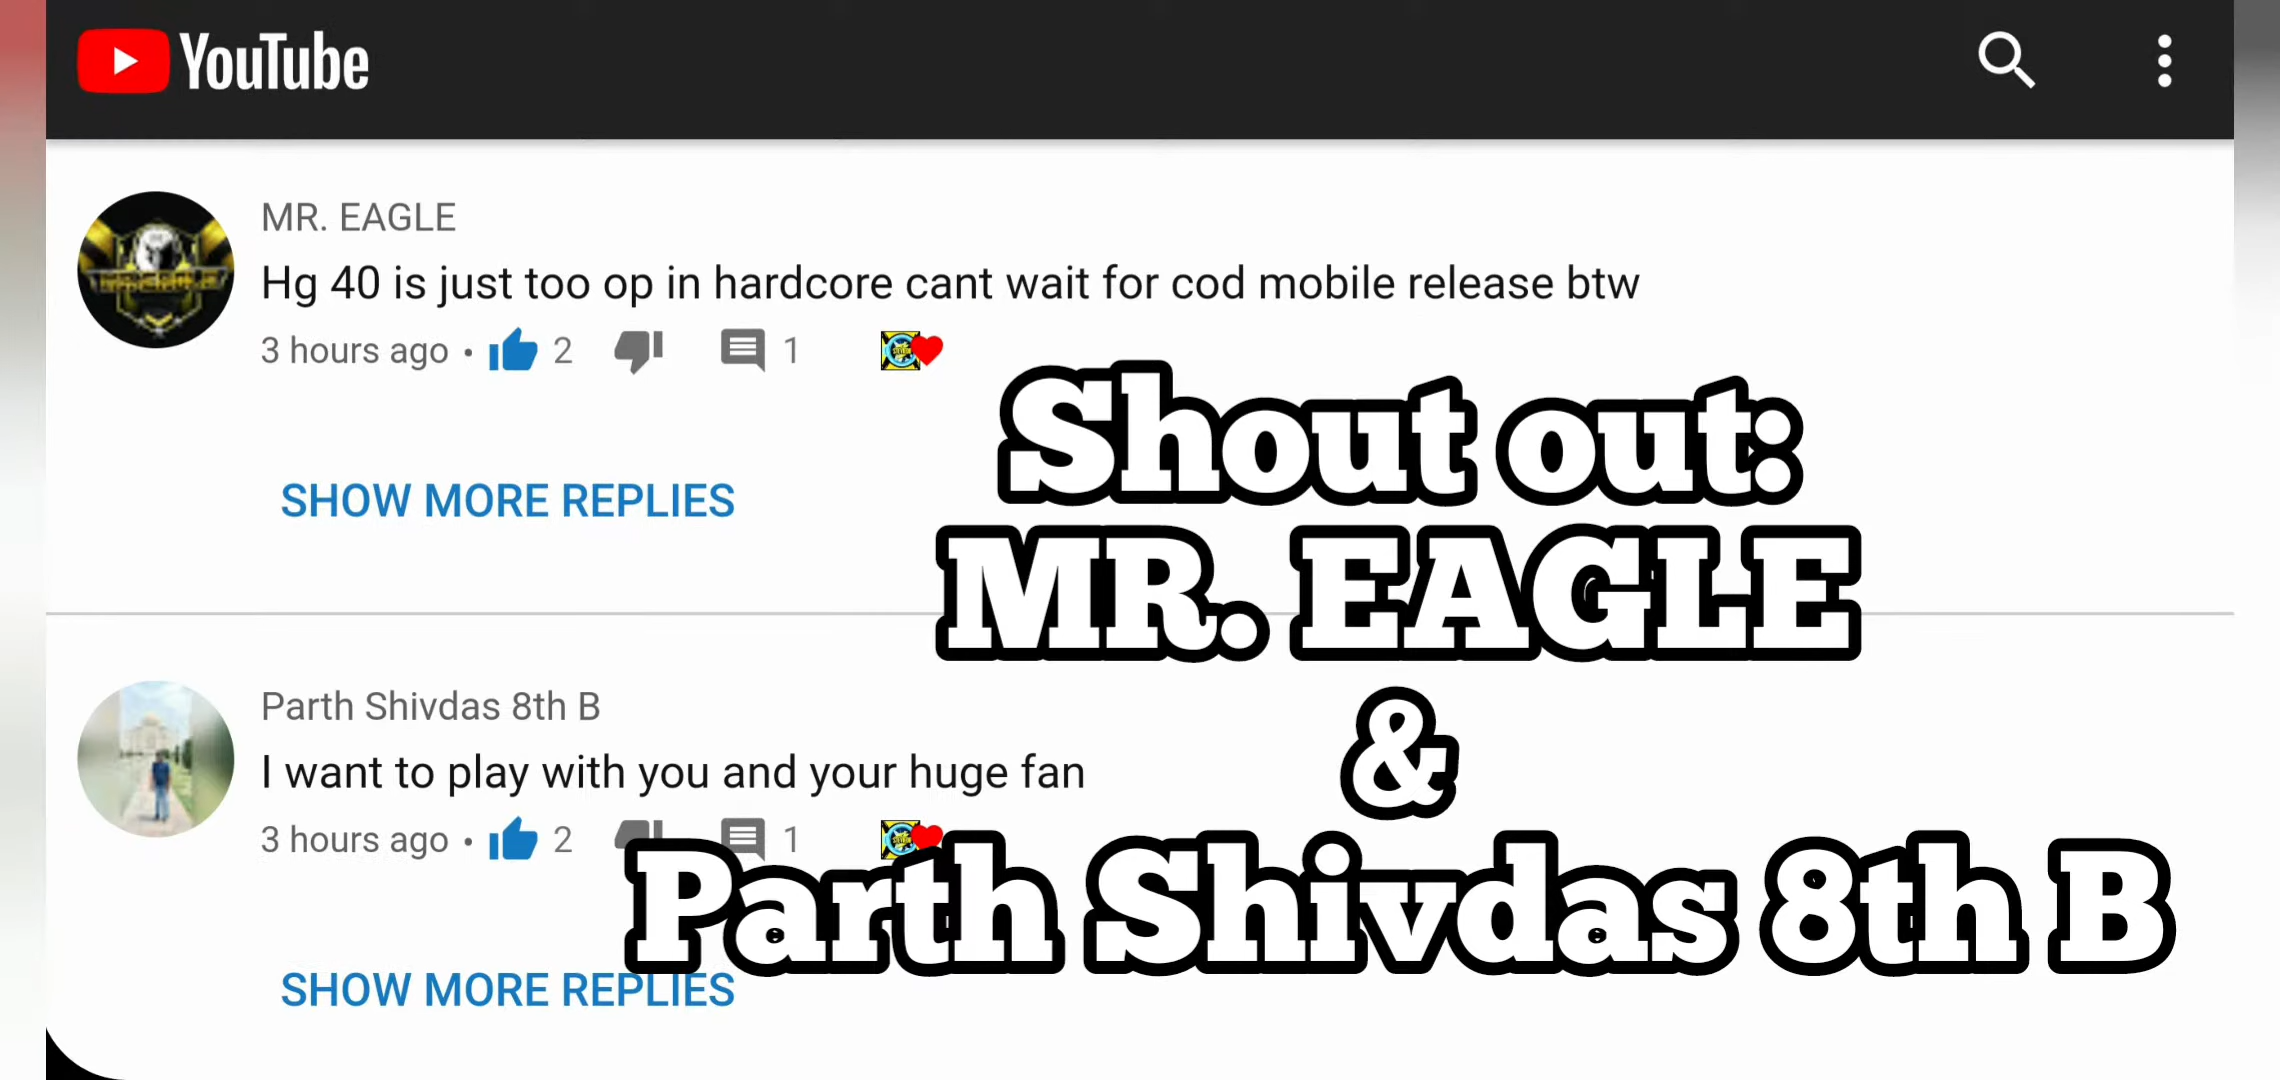 YouTube
MR. EAGLE
Hg 40 is just too op in hardcore cant wait for cod mobile release btw
3 hours ago • 2 1
SHOW MORE REPLIES
Shout out:
MR. EAGLE
&
Parth Shivdas 8th B
Parth Shivdas 8th B
I want to play with you and your huge fan
3 hours ago • 2 1
SHOW MORE REPLIES